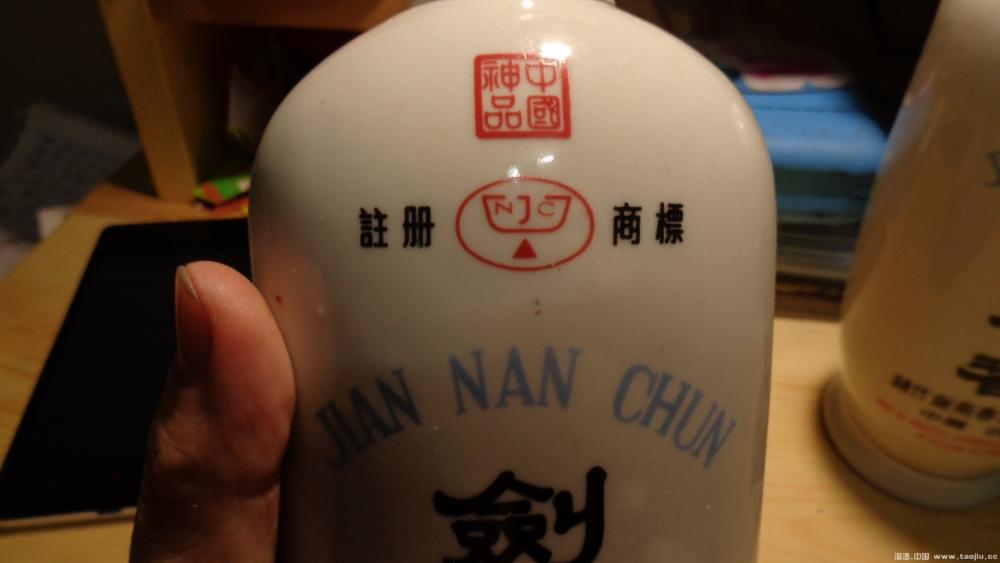 中國
神品
註册 NJC 商標
JIAN NAN CHUN
劍
淘酒.中国 www.taojiu.cc